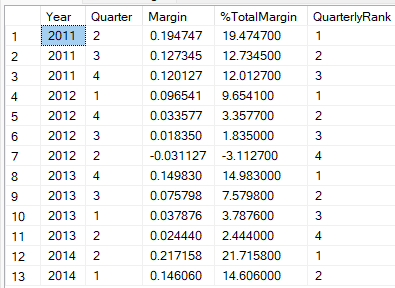 Year Quarter Margin %TotalMargin QuarterlyRank
1 2011 2 0.194747 19.474700 1
2 2011 3 0.127345 12.734500 2
3 2011 4 0.120127 12.012700 3
4 2012 1 0.096541 9.654100 1
5 2012 4 0.033577 3.357700 2
6 2012 3 0.018350 1.835000 3
7 2012 2 -0.031127 -3.112700 4
8 2013 4 0.149830 14.983000 1
9 2013 3 0.075798 7.579800 2
10 2013 1 0.037876 3.787600 3
11 2013 2 0.024440 2.444000 4
12 2014 2 0.217158 21.715800 1
13 2014 1 0.146060 14.606000 2